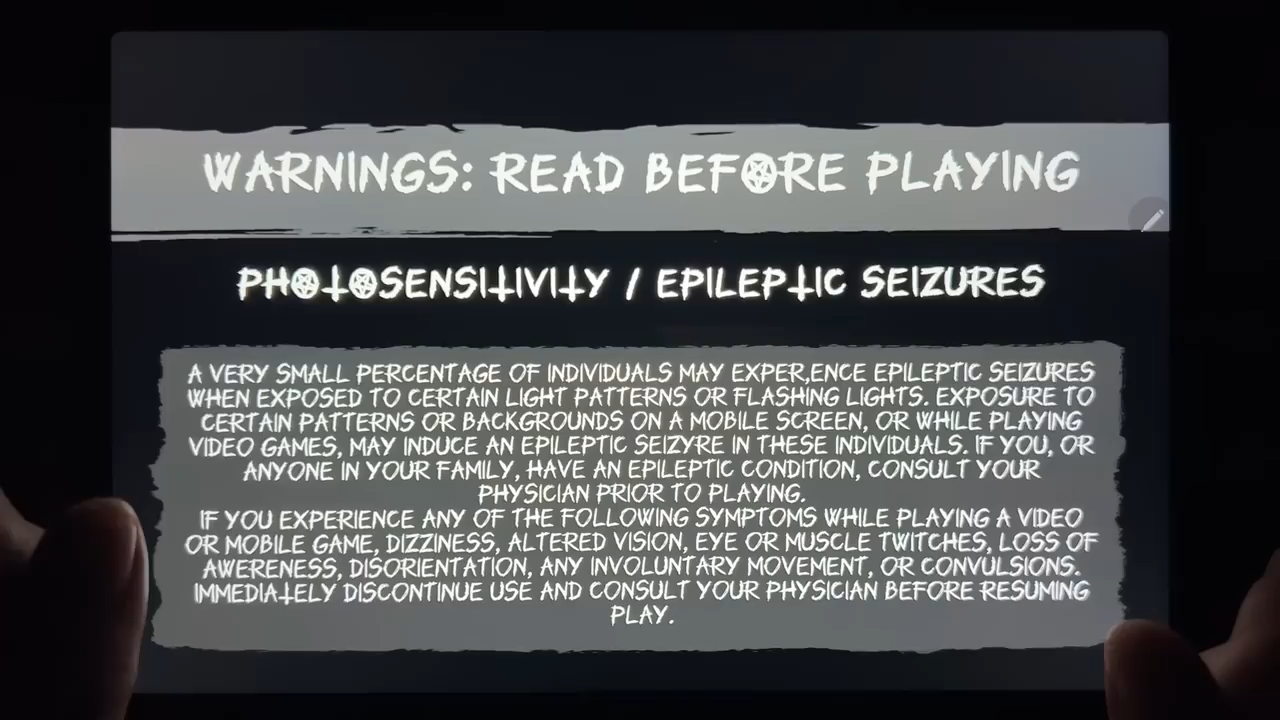 WARNINGS: READ BEFORE PLAYING
PHOTOSENSITIVITY / EPILEPTIC SEIZURES
A VERY SMALL PERCENTAGE OF INDIVIDUALS MAY EXPER,ENCE EPILEPTIC SEIZURES
WHEN EXPOSED TO CERTAIN LIGHT PATTERNS OR FLASHING LIGHTS. EXPOSURE TO
CERTAIN PATTERNS OR BACKGROUNDS ON A MOBILE SCREEN, OR WHILE PLAYING
VIDEO GAMES, MAY INDUCE AN EPILEPTIC SEIZYRE IN THESE INDIVIDUALS. IF YOU, OR
ANYONE IN YOUR FAMILY, HAVE AN EPILEPTIC CONDITION, CONSULT YOUR
PHYSICIAN PRIOR TO PLAYING.
IF YOU EXPERIENCE ANY OF THE FOLLOWING SYMPTOMS WHILE PLAYING A VIDEO
OR MOBILE GAME, DIZZINESS, ALTERED VISION, EYE OR MUSCLE TWITCHES, LOSS OF
AWERENESS, DISORIENTATION, ANY INVOLUNTARY MOVEMENT, OR CONVULSIONS.
IMMEDIATELY DISCONTINUE USE AND CONSULT YOUR PHYSICIAN BEFORE RESUMING
PLAY.